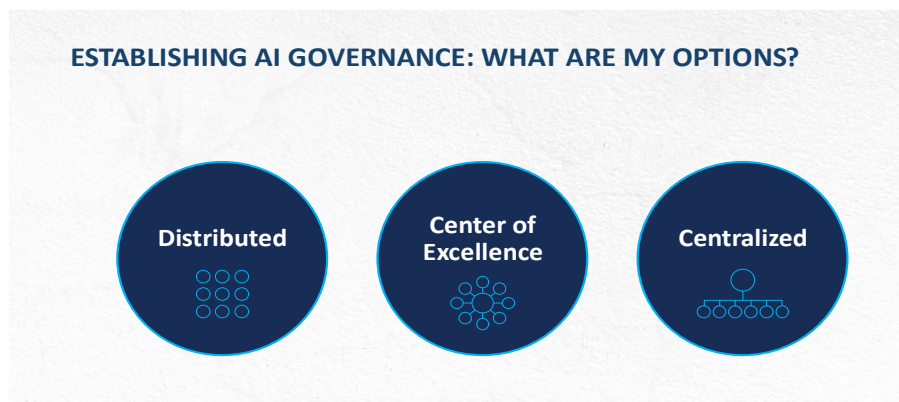 ESTABLISHING AI GOVERNANCE: WHAT ARE MY OPTIONS?
Distributed
Center of
Excellence
Centralized